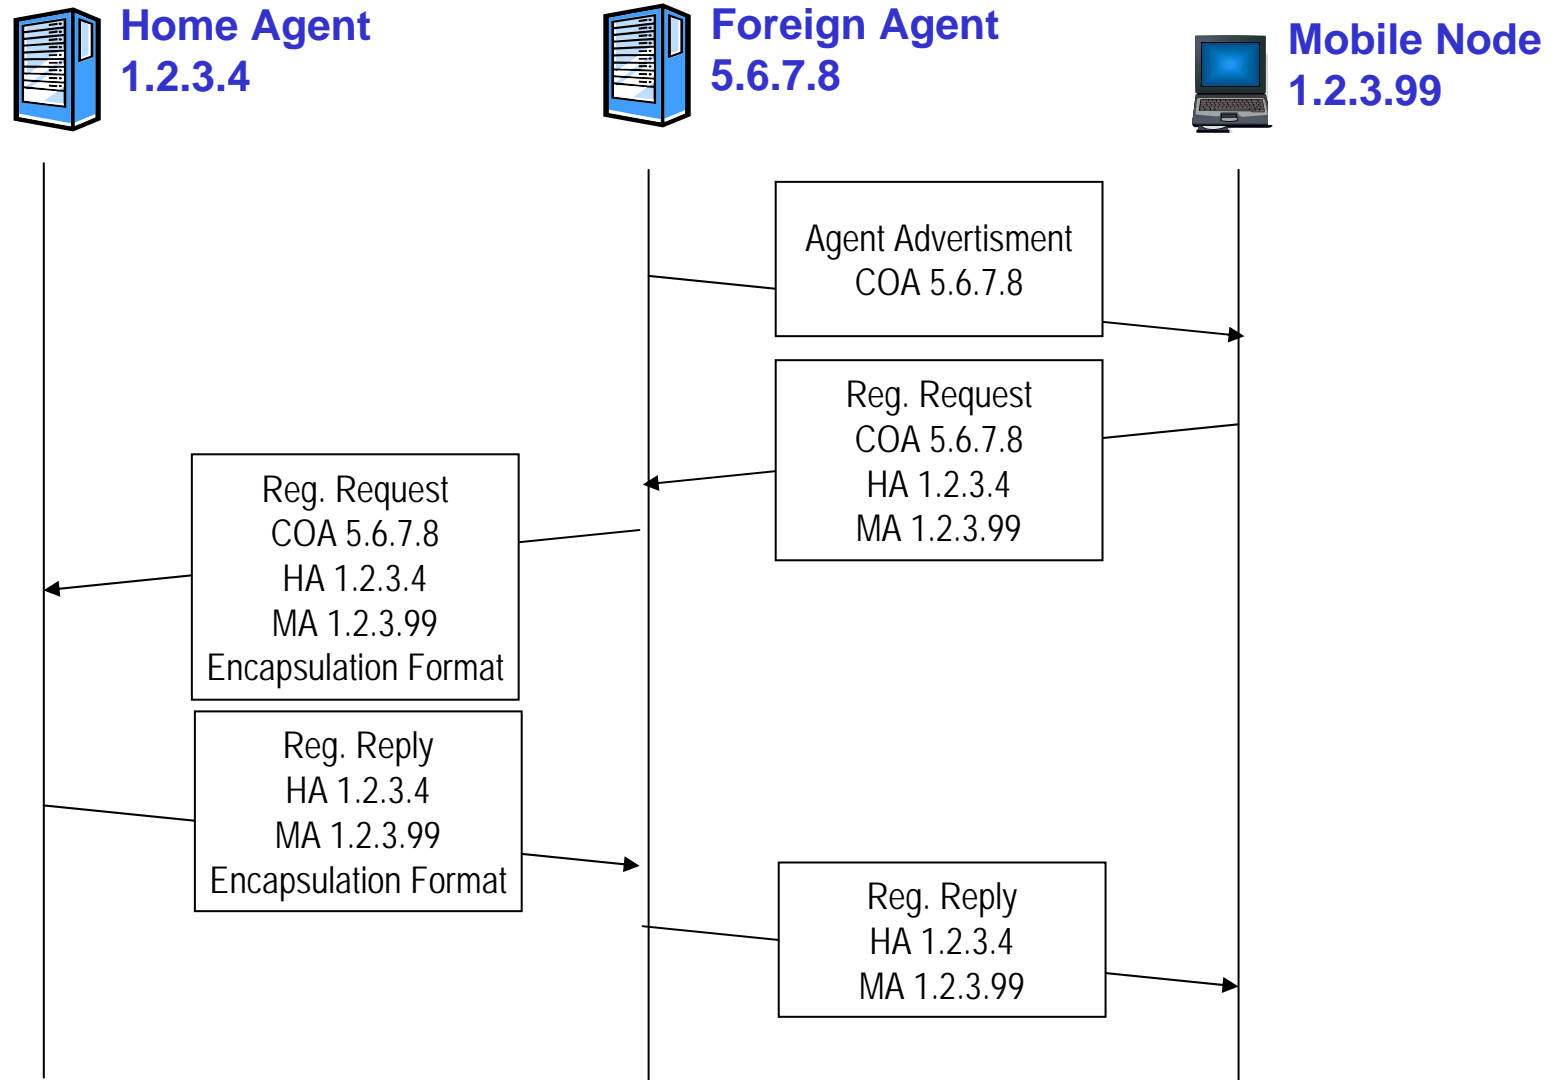 Home Agent
1.2.3.4
Foreign Agent
5.6.7.8
Mobile Node
1.2.3.99
Agent Advertisment
COA 5.6.7.8
Reg. Request
COA 5.6.7.8
HA 1.2.3.4
MA 1.2.3.99
Reg. Request
COA 5.6.7.8
HA 1.2.3.4
MA 1.2.3.99
Encapsulation Format
Reg. Reply
HA 1.2.3.4
MA 1.2.3.99
Encapsulation Format
Reg. Reply
HA 1.2.3.4
MA 1.2.3.99